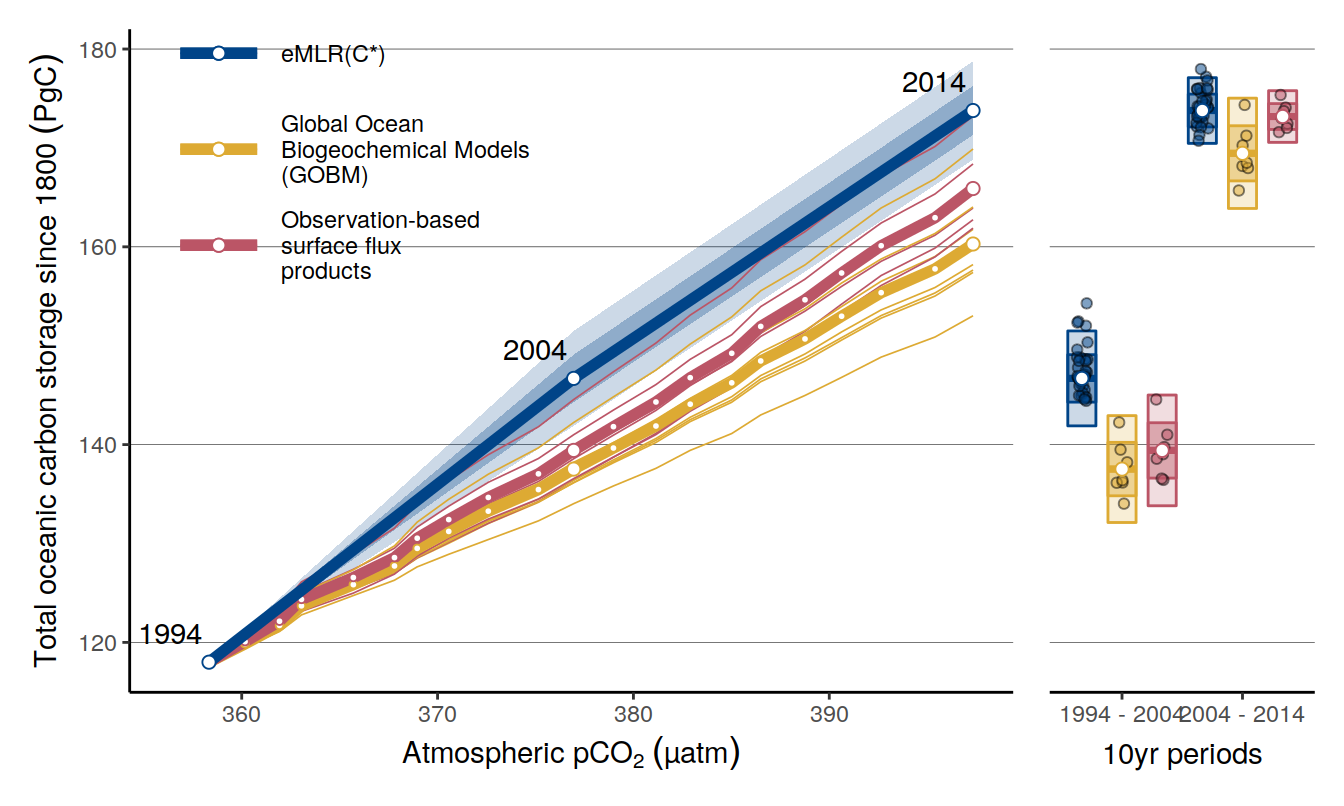 Total oceanic carbon storage since 1800 (PgC)
180
160
140
120
eMLR(C*)
Global Ocean
Biogeochemical Models
(GOBM)
Observation-based
surface flux
products
1994
2004
2014
360
370
380
390
Atmospheric pCO₂ (µatm)
1994 - 2004
2004 - 2014
10yr periods